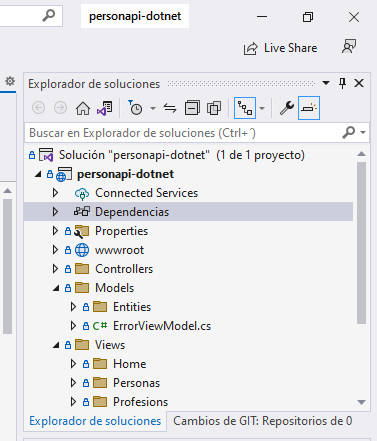 personapi-dotnet
Live Share
Explorador de soluciones
Buscar en Explorador de soluciones (Ctrl+´)
Solución "personapi-dotnet" (1 de 1 proyecto)
personapi-dotnet
Connected Services
Dependencias
Properties
wwwroot
Controllers
Models
Entities
C# ErrorViewModel.cs
Views
Home
Personas
Profesions
Explorador de soluciones Cambios de GIT: Repositorios de 0